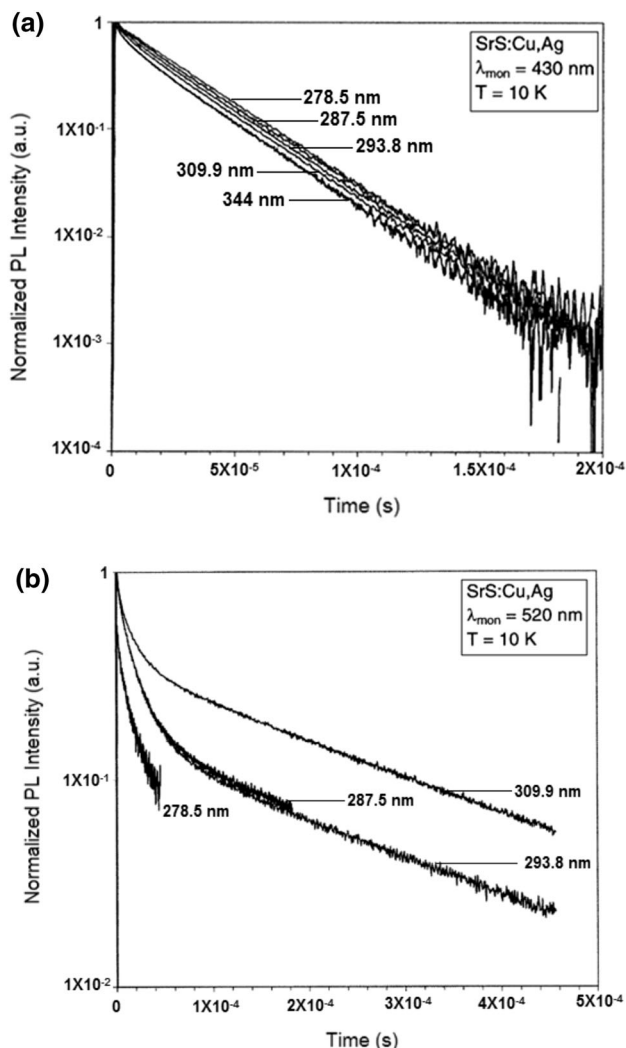 (a)
Normalized PL Intensity (a.u.)
1
1X10⁻¹
1X10⁻²
1X10⁻³
1X10⁻⁴
SrS:Cu,Ag
λmon = 430 nm
T = 10 K
278.5 nm
287.5 nm
293.8 nm
309.9 nm
344 nm
0 5X10⁻⁵ 1X10⁻⁴ 1.5X10⁻⁴ 2X10⁻⁴
Time (s)
(b)
Normalized PL Intensity (a.u.)
1
1X10⁻¹
1X10⁻²
SrS:Cu,Ag
λmon = 520 nm
T = 10 K
309.9 nm
287.5 nm
278.5 nm
293.8 nm
0 1X10⁻⁴ 2X10⁻⁴ 3X10⁻⁴ 4X10⁻⁴ 5X10⁻⁴
Time (s)